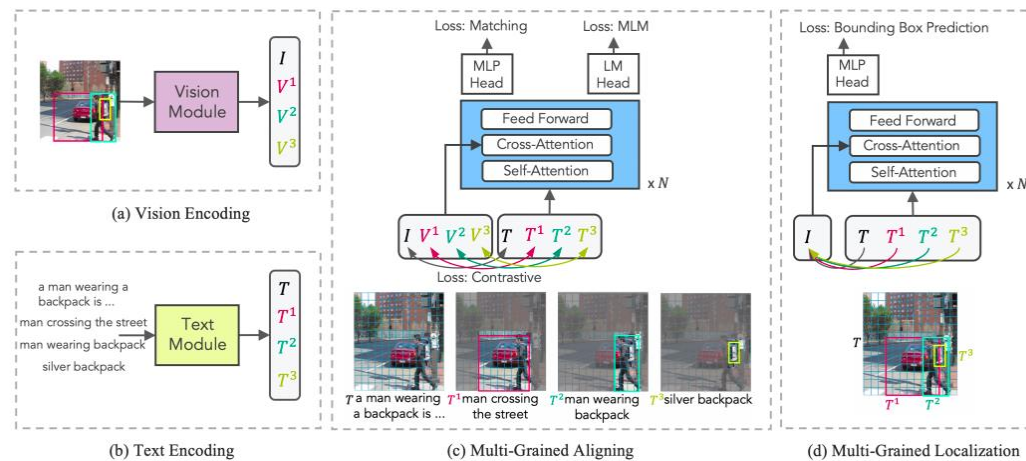 Vision
Module
I
V¹
V²
V³
(a) Vision Encoding
a man wearing a
backpack is ...
man crossing the street
man wearing backpack
silver backpack
Text
Module
T
T¹
T²
T³
(b) Text Encoding
Loss: Matching
Loss: MLM
MLP
Head
LM
Head
Feed Forward
Cross-Attention
Self-Attention
x N
I V¹ V² V³ T T¹ T² T³
Loss: Contrastive
T a man wearing
a backpack is ...
T¹ man crossing
the street
T² man wearing
backpack
T³ silver backpack
(c) Multi-Grained Aligning
Loss: Bounding Box Prediction
MLP
Head
Feed Forward
Cross-Attention
Self-Attention
x N
I T T¹ T² T³
T
T³
T¹ T²
(d) Multi-Grained Localization